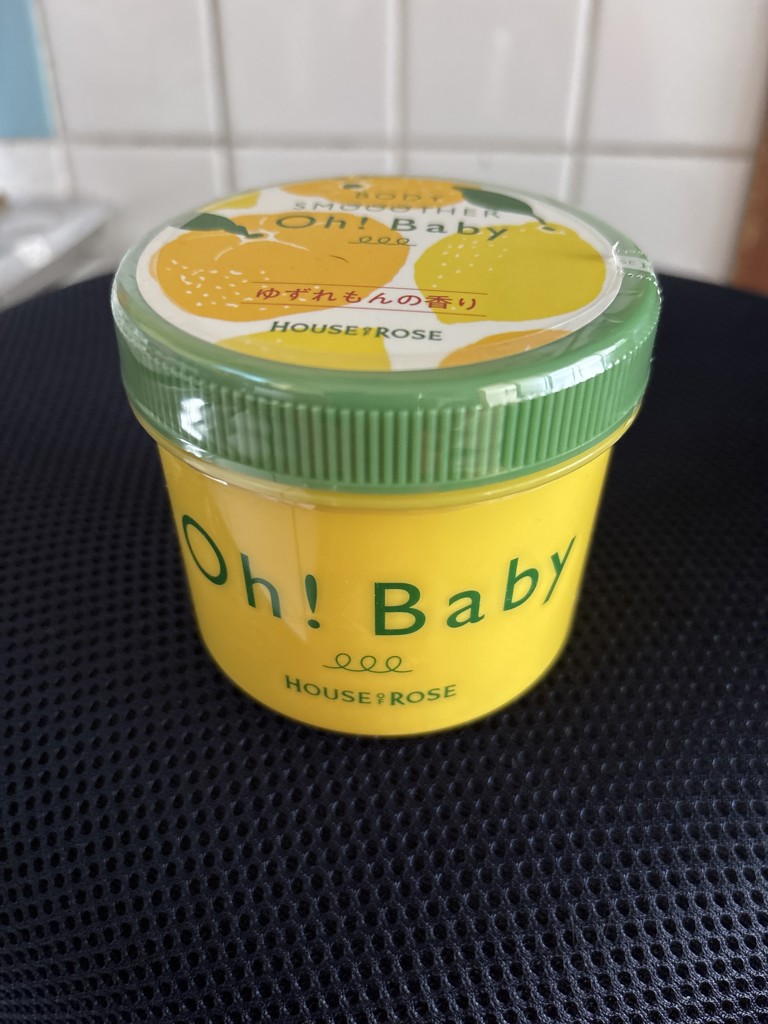 BODY
SMOOOTHER
Oh! Baby
ゆずれもんの香り
HOUSE OF ROSE
Oh! Baby
HOUSE OF ROSE